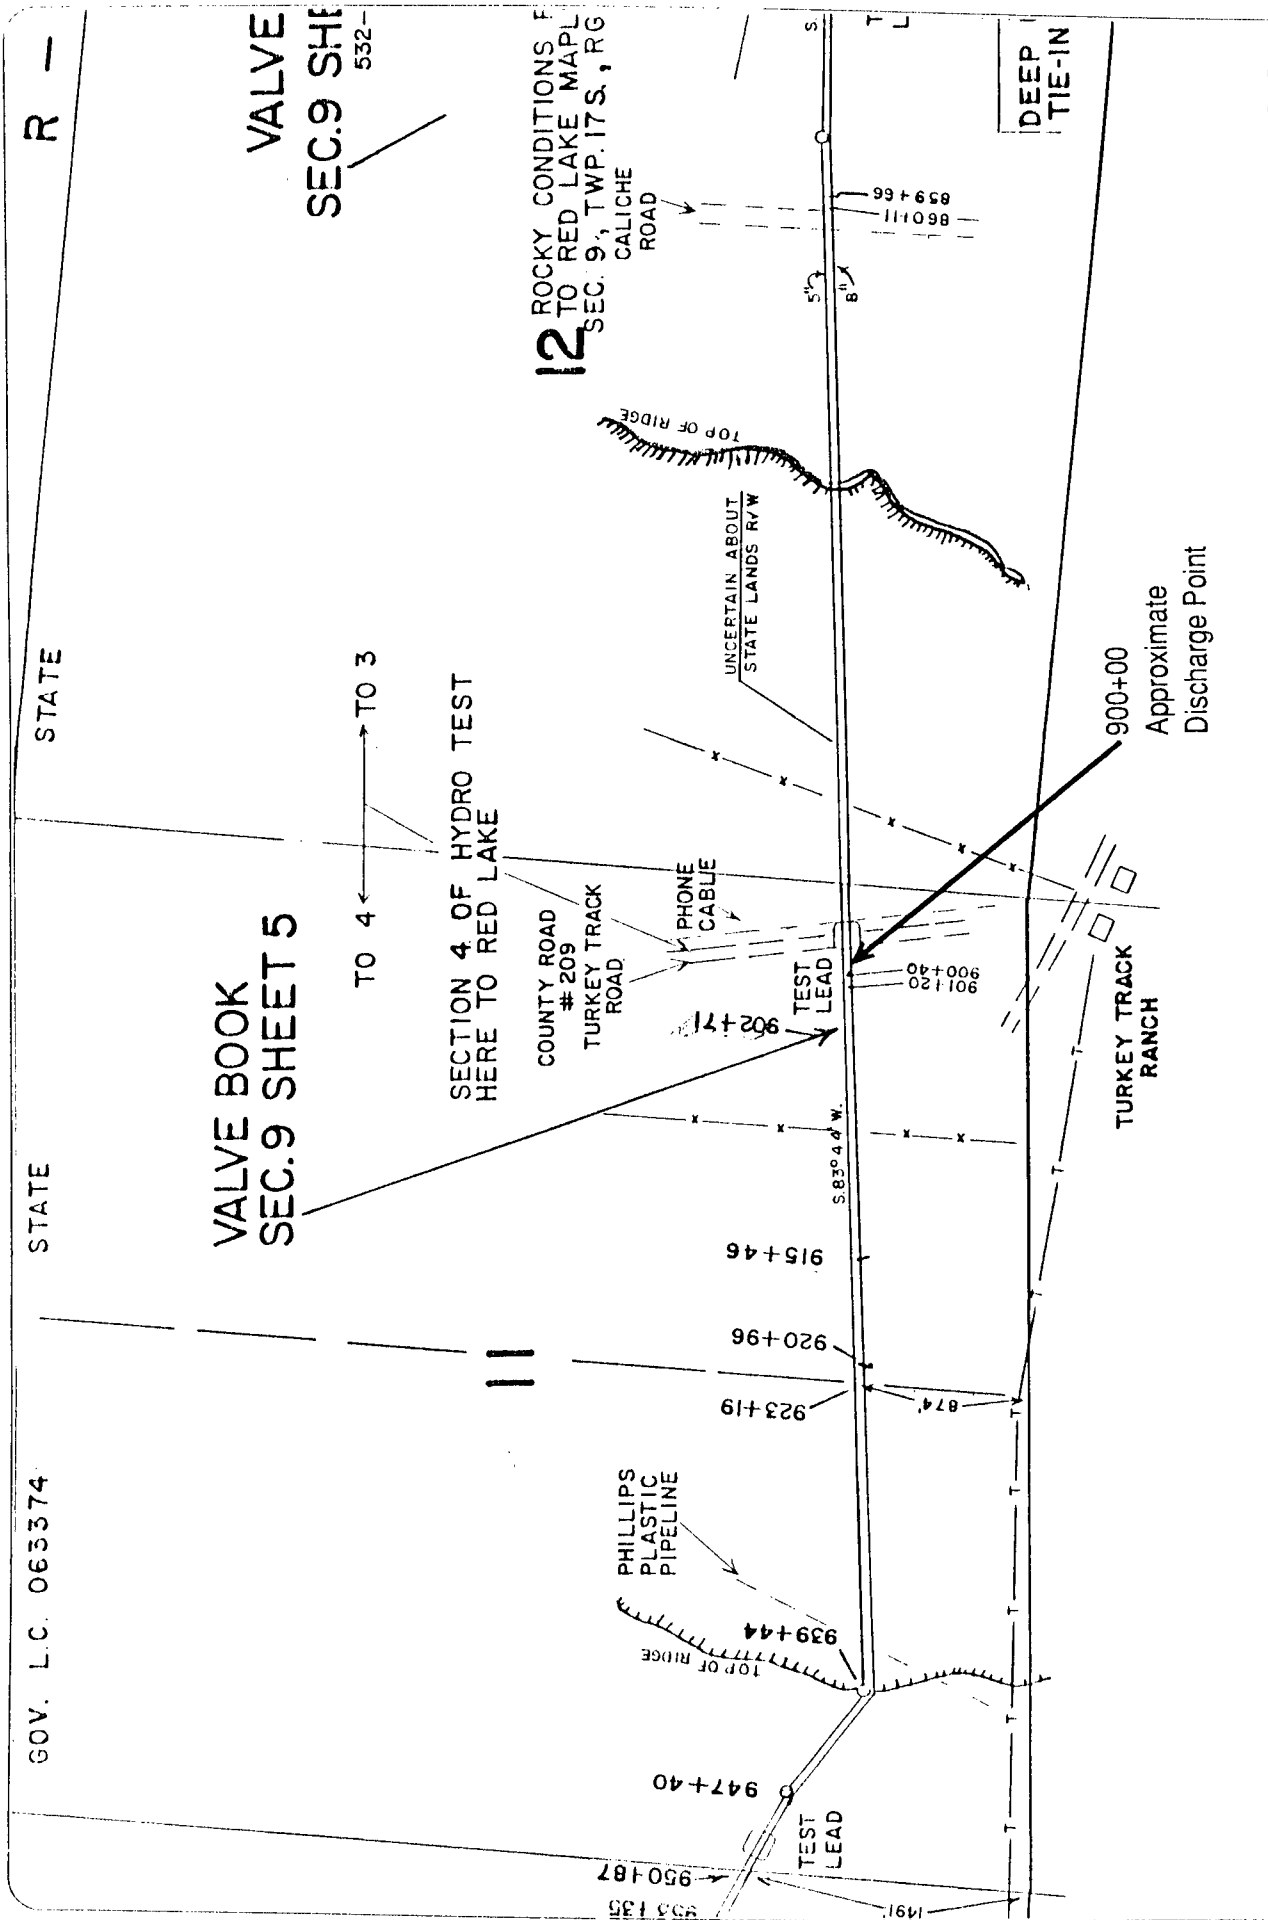 GOV. L.C. 063374
STATE
STATE
R –
VALVE BOOK
SEC.9 SHEET 5
VALVE
SEC.9 SHE
532-
TO 4
TO 3
SECTION 4 OF HYDRO TEST
HERE TO RED LAKE
COUNTY ROAD
# 209
TURKEY TRACK
ROAD
PHONE
CABLE
11
12
ROCKY CONDITIONS F
TO RED LAKE MAPL
SEC. 9, TWP. 17S., RG
CALICHE
ROAD
PHILLIPS
PLASTIC
PIPELINE
TOP OF RIDGE
TOP OF RIDGE
UNCERTAIN ABOUT
STATE LANDS R/W
950+87
947+40
939+44
923+19
920+96
915+46
902+71
TEST
LEAD
TEST
LEAD
S.83°44' W.
901+20
900+40
5"
8"
860+11
859+66
S.
T
L
DEEP
TIE-IN
1491'
874'
T
T
T
T
T
T
T
T
T
TURKEY TRACK
RANCH
900+00
Approximate
Discharge Point